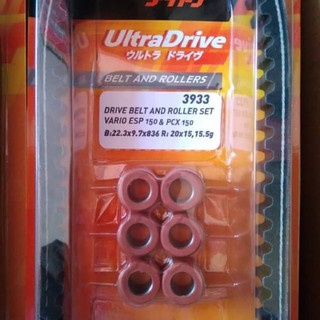 UltraDrive
ウルトラ ドライヴ
BELT AND ROLLERS
3933
DRIVE BELT AND ROLLER SET
VARIO ESP 150 & PCX 150
B:22.3x9.7x836 R: 20x15,15.5g